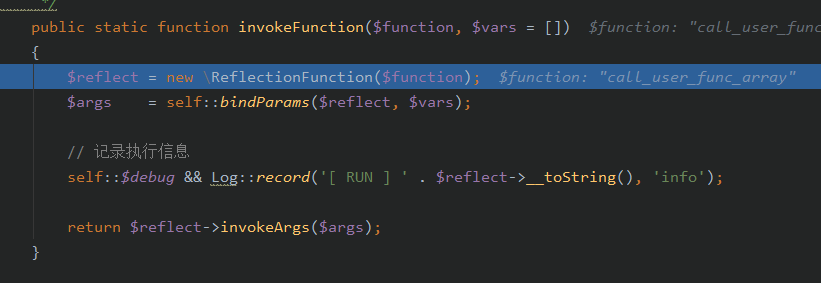 */
public static function invokeFunction($function, $vars = []) $function: "call_user_func
{
$reflect = new \ReflectionFunction($function); $function: "call_user_func_array"
$args = self::bindParams($reflect, $vars);
// 记录执行信息
self::$debug && Log::record('[ RUN ] ' . $reflect->__toString(), 'info');
return $reflect->invokeArgs($args);
}